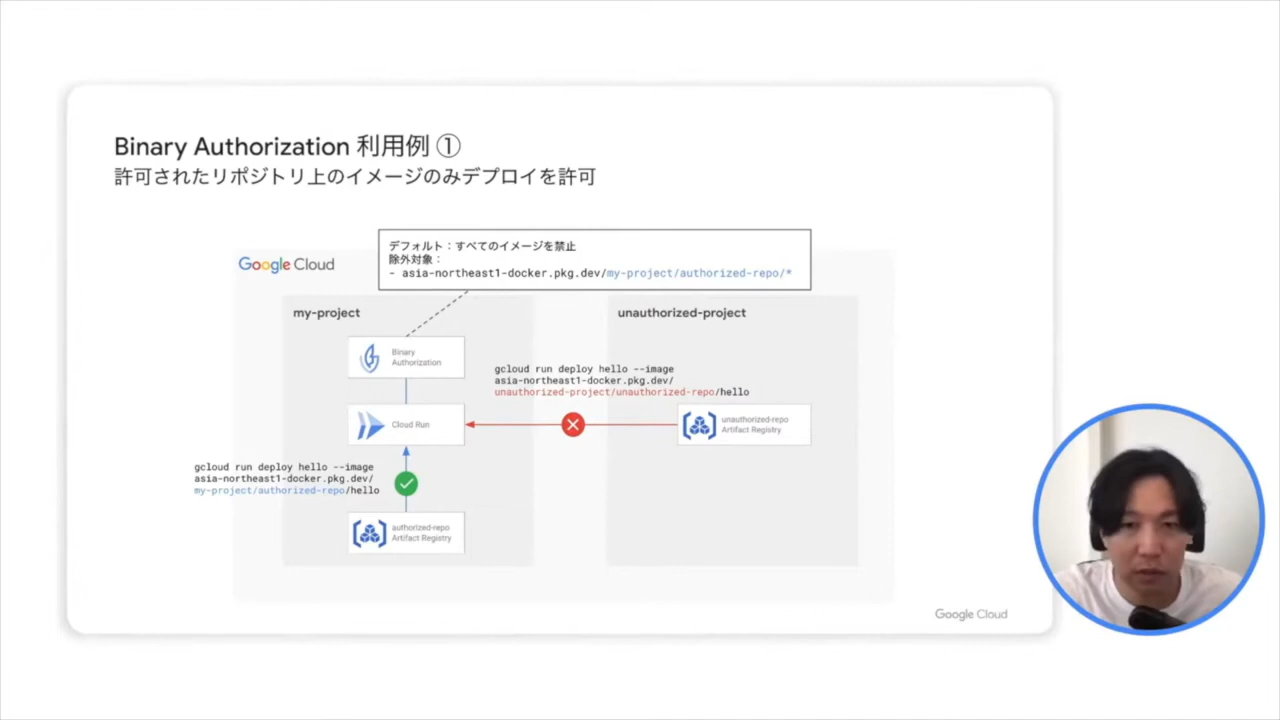 Binary Authorization 利用例 ①
許可されたリポジトリ上のイメージのみデプロイを許可
デフォルト：すべてのイメージを禁止
除外対象：
- asia-northeast1-docker.pkg.dev/my-project/authorized-repo/*
Google Cloud
my-project
unauthorized-project
Binary
Authorization
gcloud run deploy hello --image
asia-northeast1-docker.pkg.dev/
unauthorized-project/unauthorized-repo/hello
Cloud Run
unauthorized-repo
Artifact Registry
gcloud run deploy hello --image
asia-northeast1-docker.pkg.dev/
my-project/authorized-repo/hello
authorized-repo
Artifact Registry
Google Cloud